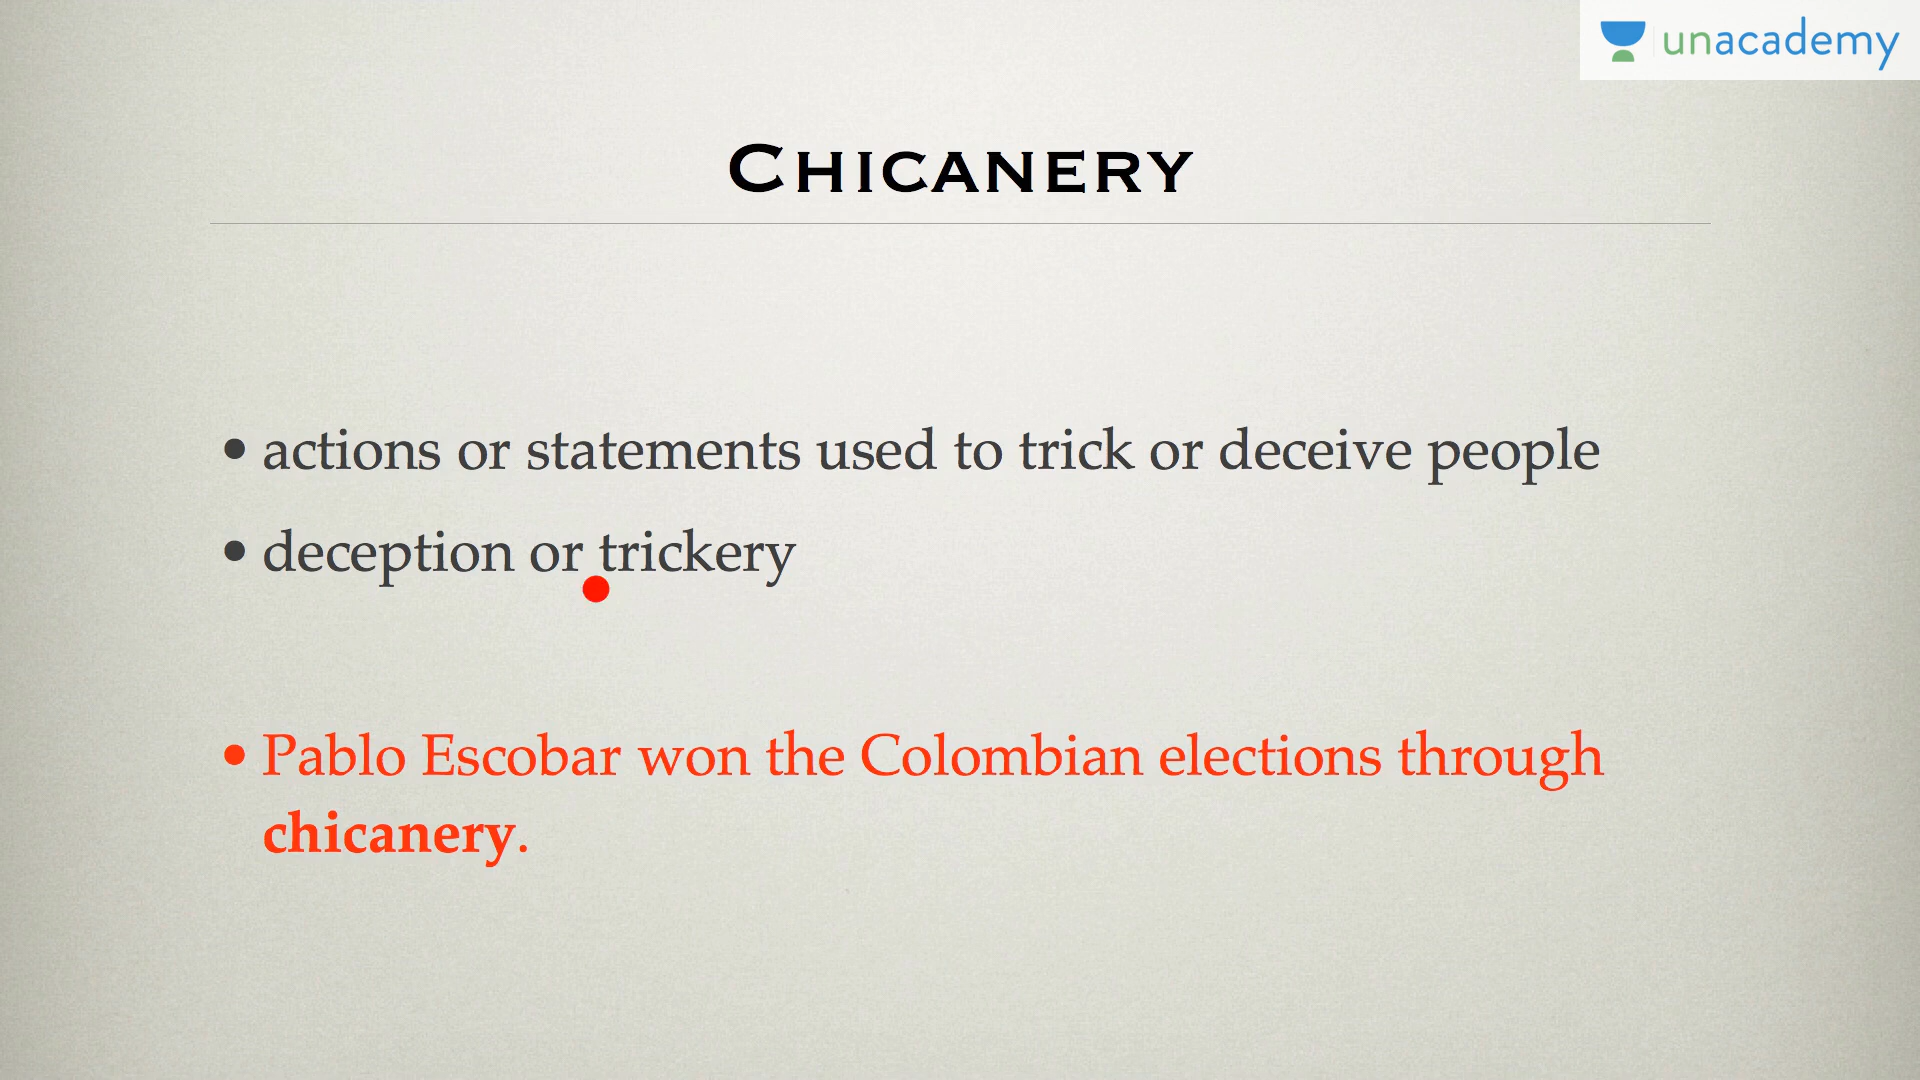 unacademy
CHICANERY
• actions or statements used to trick or deceive people
• deception or trickery
• Pablo Escobar won the Colombian elections through
chicanery.